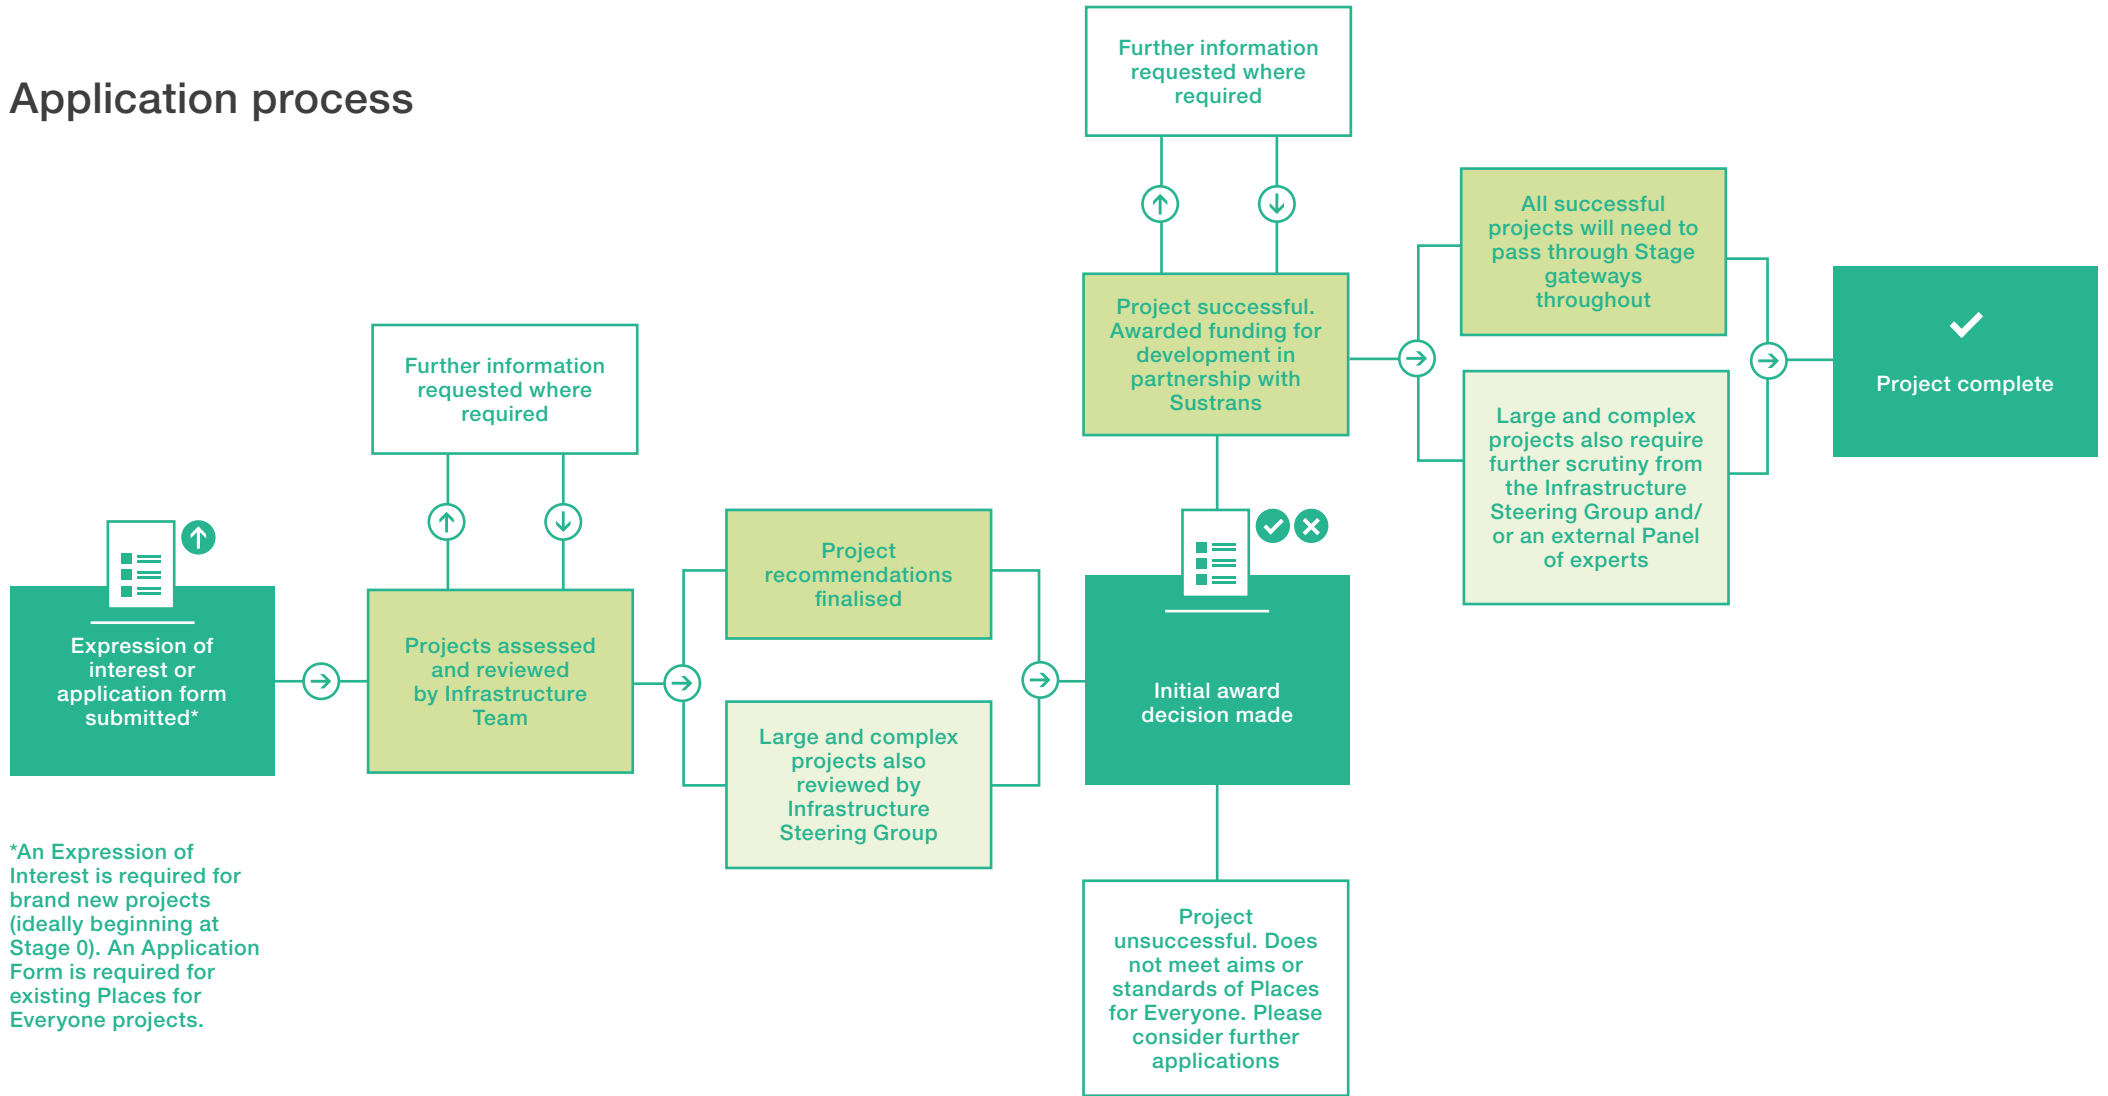 Application process
Expression of
interest or
application form
submitted*
*An Expression of
Interest is required for
brand new projects
(ideally beginning at
Stage 0). An Application
Form is required for
existing Places for
Everyone projects.
Further information
requested where
required
Projects assessed
and reviewed
by Infrastructure
Team
Project
recommendations
finalised
Large and complex
projects also
reviewed by
Infrastructure
Steering Group
Initial award
decision made
Further information
requested where
required
Project successful.
Awarded funding for
development in
partnership with
Sustrans
Project
unsuccessful. Does
not meet aims or
standards of Places
for Everyone. Please
consider further
applications
All successful
projects will need to
pass through Stage
gateways
throughout
Large and complex
projects also require
further scrutiny from
the Infrastructure
Steering Group and/
or an external Panel
of experts
Project complete